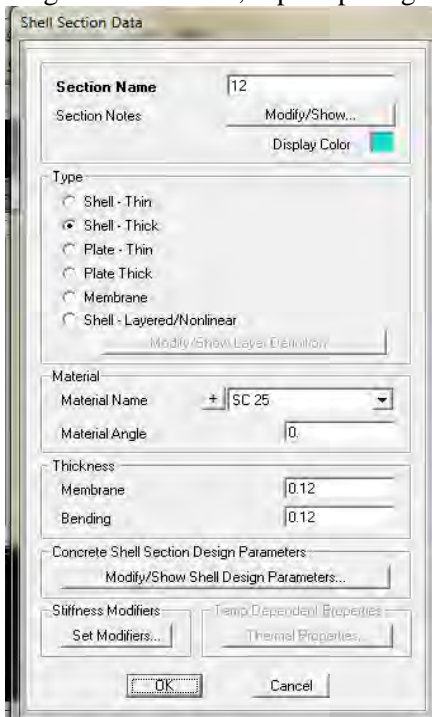 Shell Section Data
Section Name 12
Section Notes Modify/Show...
Display Color
Type
Shell - Thin
Shell - Thick
Plate - Thin
Plate Thick
Membrane
Shell - Layered/Nonlinear
Modify/Show Layer Definition
Material
Material Name + SC 25
Material Angle 0.
Thickness
Membrane 0.12
Bending 0.12
Concrete Shell Section Design Parameters
Modify/Show Shell Design Parameters...
Stiffness Modifiers Temp Dependent Properties
Set Modifiers... Thermal Properties...
OK Cancel